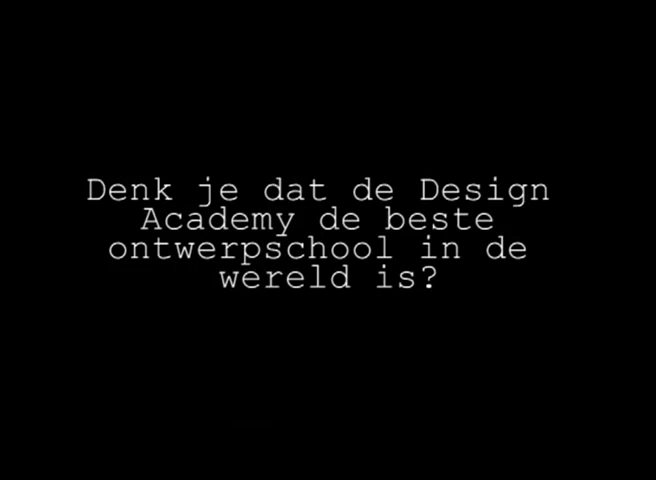 Denk je dat de Design
Academy de beste
ontwerpschool in de
wereld is?